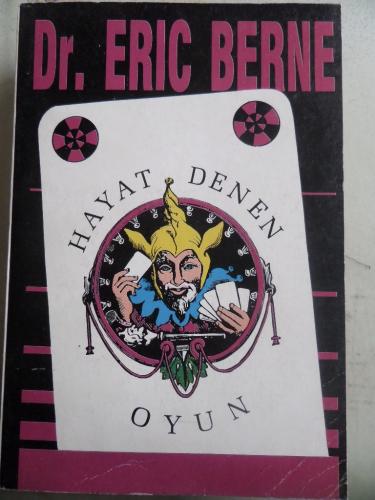 Dr. ERIC BERNE
HAYAT DENEN
OYUN